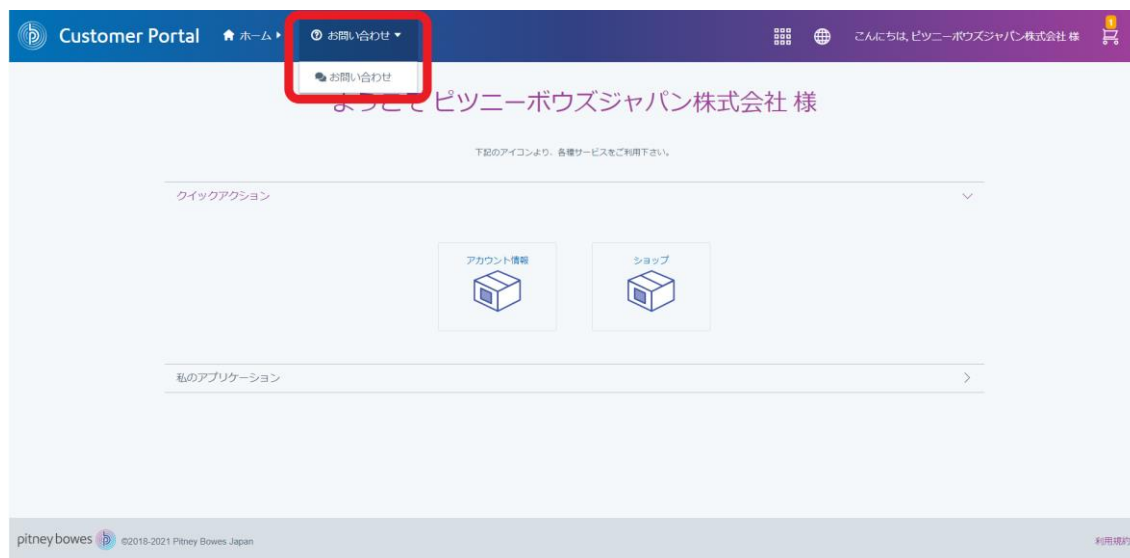 Customer Portal ホーム お問い合わせ こんにちは, ピツニーボウズジャパン株式会社 様 1
お問い合わせ
ようこそ ピツニーボウズジャパン株式会社 様
下記のアイコンより、各種サービスをご利用下さい。
クイックアクション
アカウント情報 ショップ
私のアプリケーション
pitney bowes ©2018-2021 Pitney Bowes Japan 利用規約